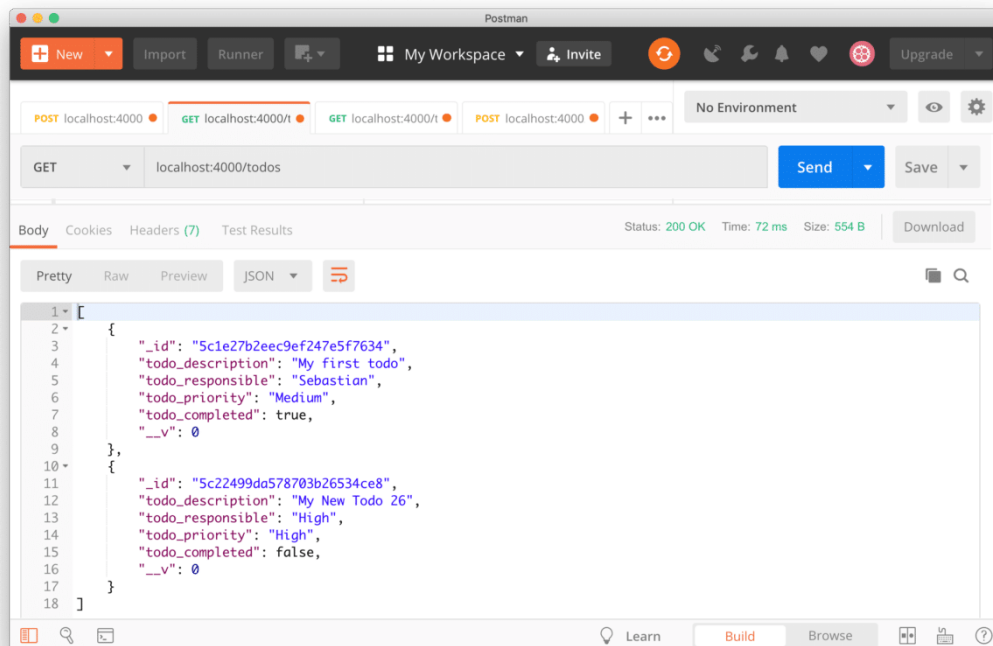 Postman
New Import Runner My Workspace Invite Upgrade
POST localhost:4000 GET localhost:4000/t GET localhost:4000/t POST localhost:4000 + ••• No Environment
GET localhost:4000/todos Send Save
Body Cookies Headers (7) Test Results Status: 200 OK Time: 72 ms Size: 554 B Download
Pretty Raw Preview JSON
1 [
2 {
3 "_id": "5c1e27b2eec9ef247e5f7634",
4 "todo_description": "My first todo",
5 "todo_responsible": "Sebastian",
6 "todo_priority": "Medium",
7 "todo_completed": true,
8 "__v": 0
9 },
10 {
11 "_id": "5c22499da578703b26534ce8",
12 "todo_description": "My New Todo 26",
13 "todo_responsible": "High",
14 "todo_priority": "High",
15 "todo_completed": false,
16 "__v": 0
17 }
18 ]
Learn Build Browse ?